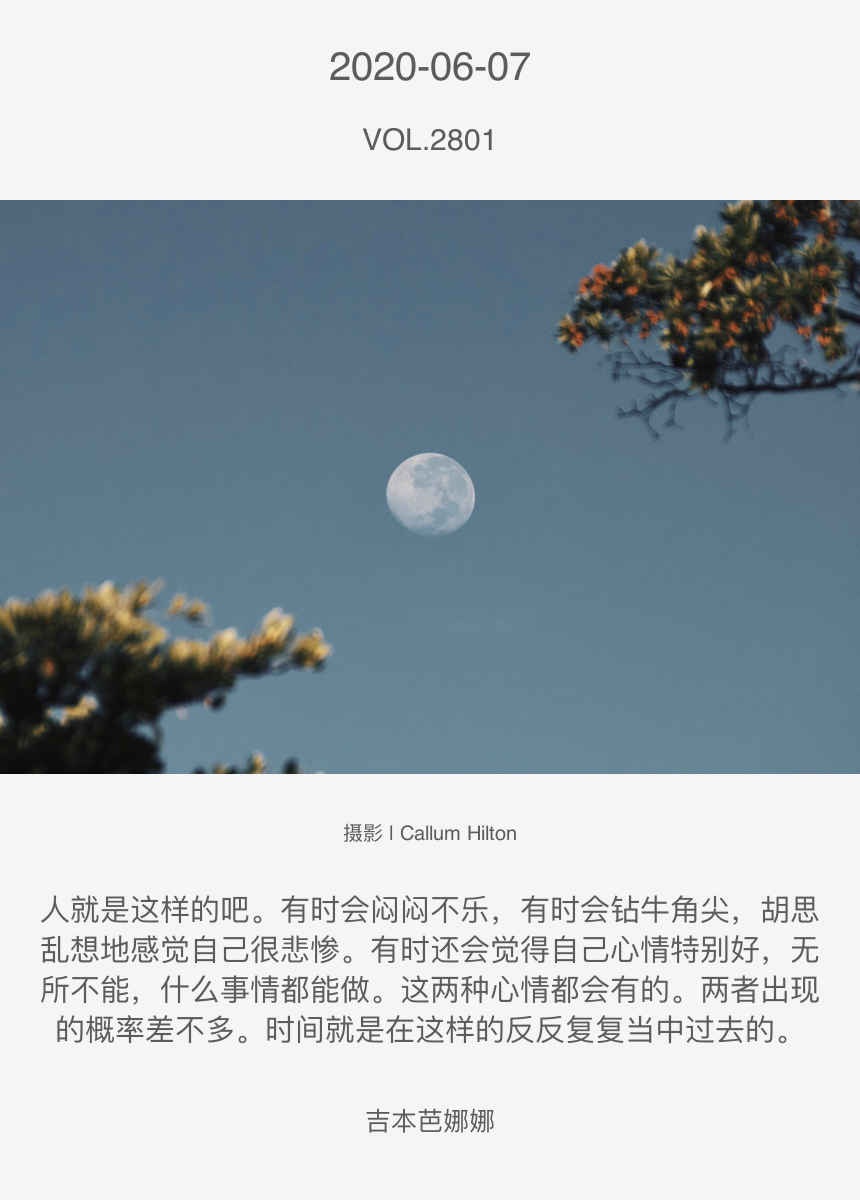 2020-06-07
VOL.2801
摄影 l Callum Hilton
人就是这样的吧。有时会闷闷不乐，有时会钻牛角尖，胡思
乱想地感觉自己很悲惨。有时还会觉得自己心情特别好，无
所不能，什么事情都能做。这两种心情都会有的。两者出现
的概率差不多。时间就是在这样的反反复复当中过去的。
吉本芭娜娜